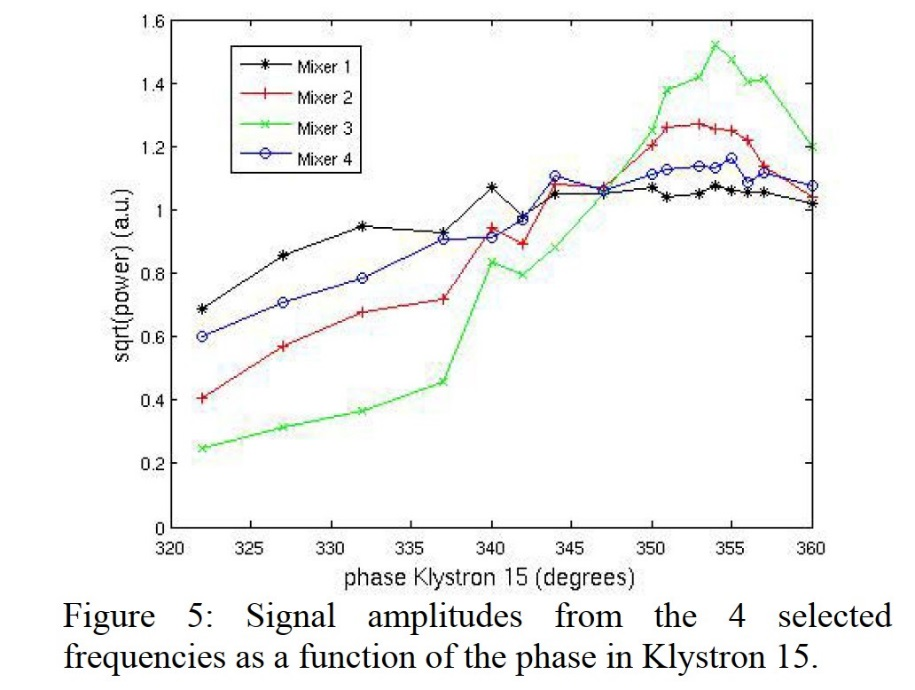 1.6
1.4
1.2
1
0.8
0.6
0.4
0.2
0
sqrt(power) (a.u.)
Mixer 1
Mixer 2
Mixer 3
Mixer 4
320 325 330 335 340 345 350 355 360
phase Klystron 15 (degrees)
Figure 5: Signal amplitudes from the 4 selected
frequencies as a function of the phase in Klystron 15.